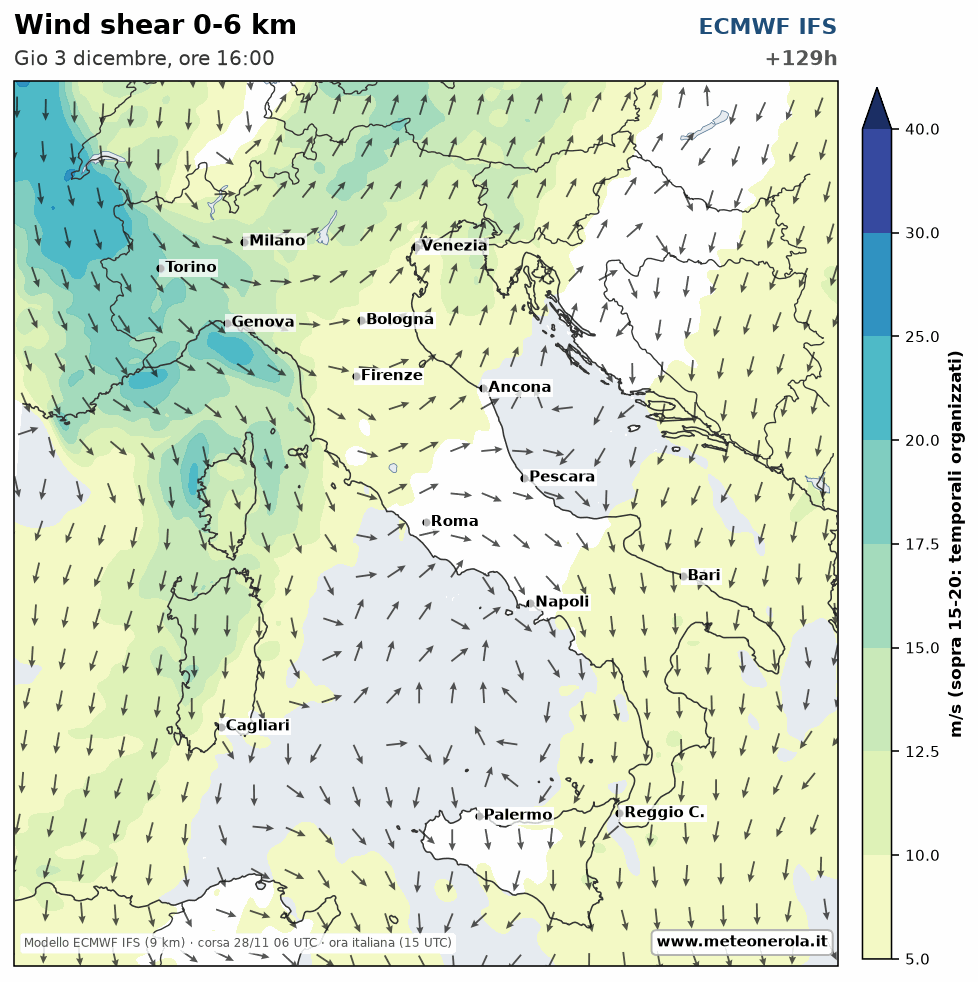 Wind shear 0-6 km
ECMWF IFS
Gio 3 dicembre, ore 16:00
+129h
Milano
Venezia
Torino
Genova
Bologna
Firenze
Ancona
Pescara
Roma
Bari
Napoli
Cagliari
Palermo
Reggio C.
40.0
30.0
25.0
20.0
17.5
15.0
12.5
10.0
5.0
m/s (sopra 15-20: temporali organizzati)
Modello ECMWF IFS (9 km) · corsa 28/11 06 UTC · ora italiana (15 UTC)
www.meteonerola.it